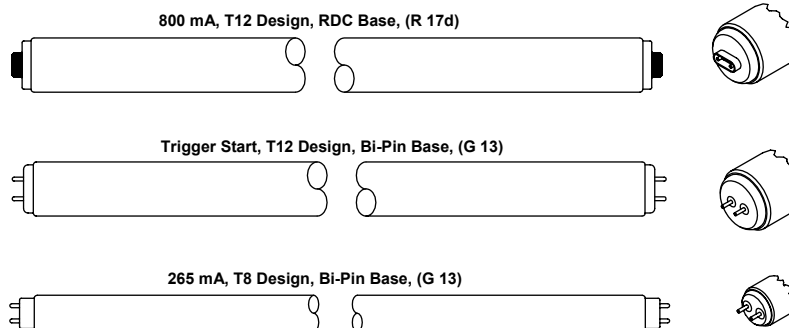 800 mA, T12 Design, RDC Base, (R 17d)
Trigger Start, T12 Design, Bi-Pin Base, (G 13)
265 mA, T8 Design, Bi-Pin Base, (G 13)